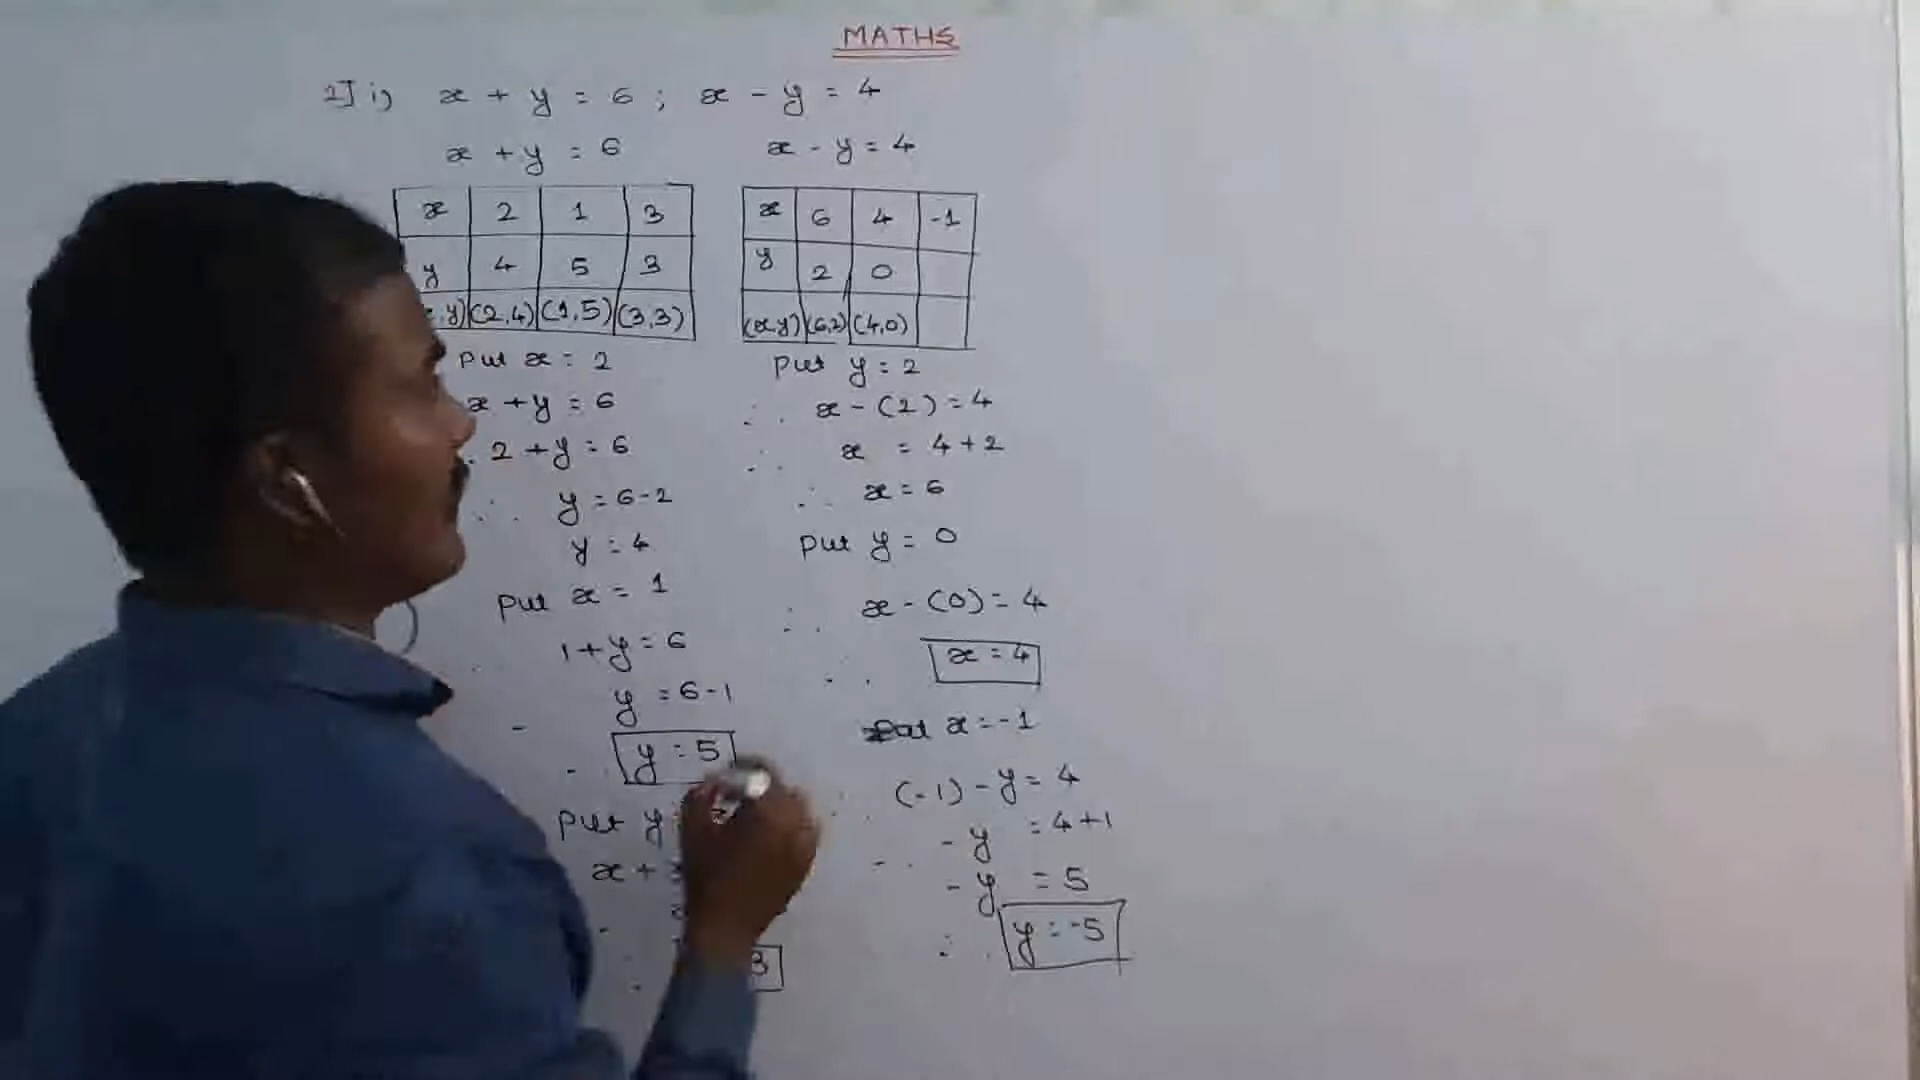 MATHS
2] i) x + y = 6 ; x - y = 4
x + y = 6
x 2 1 3
y 4 5 3
,y) (2,4) (1,5) (3,3)
Put x = 2
x + y = 6
2 + y = 6
∴ y = 6-2
y = 4
Put x = 1
1 + y = 6
y = 6-1
y = 5
Put y
x +
3
x - y = 4
x 6 4 -1
y 2 0
(x,y) (6,2) (4,0)
Put y = 2
∴ x - (2) = 4
∴ x = 4 + 2
∴ x = 6
Put y = 0
∴ x - (0) = 4
∴ x = 4
x = -1
∴ (-1) - y = 4
∴ - y = 4 + 1
- y = 5
∴ y = -5